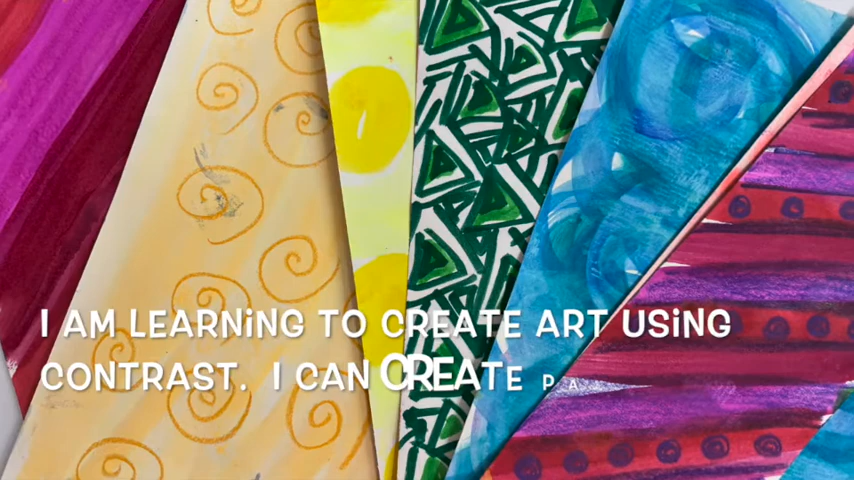 I AM LEARNiNG TO CREATE ART USiNG
CONTRAST. I CAN CREATE P A